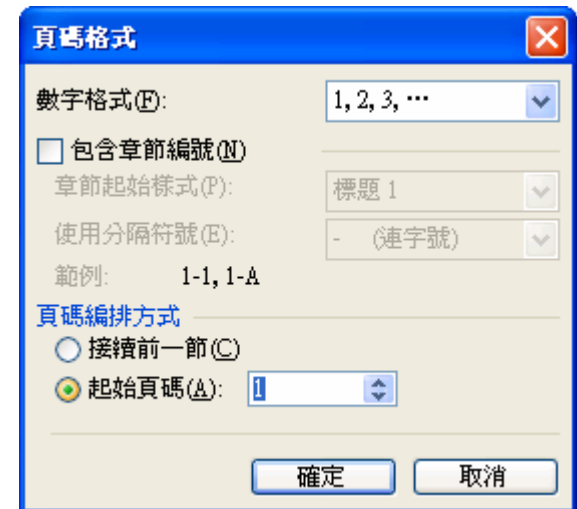 頁碼格式
數字格式(F): 1, 2, 3, …
包含章節編號(N)
章節起始樣式(P): 標題 1
使用分隔符號(E): - (連字號)
範例: 1-1, 1-A
頁碼編排方式
接續前一節(C)
起始頁碼(A): 1
確定 取消